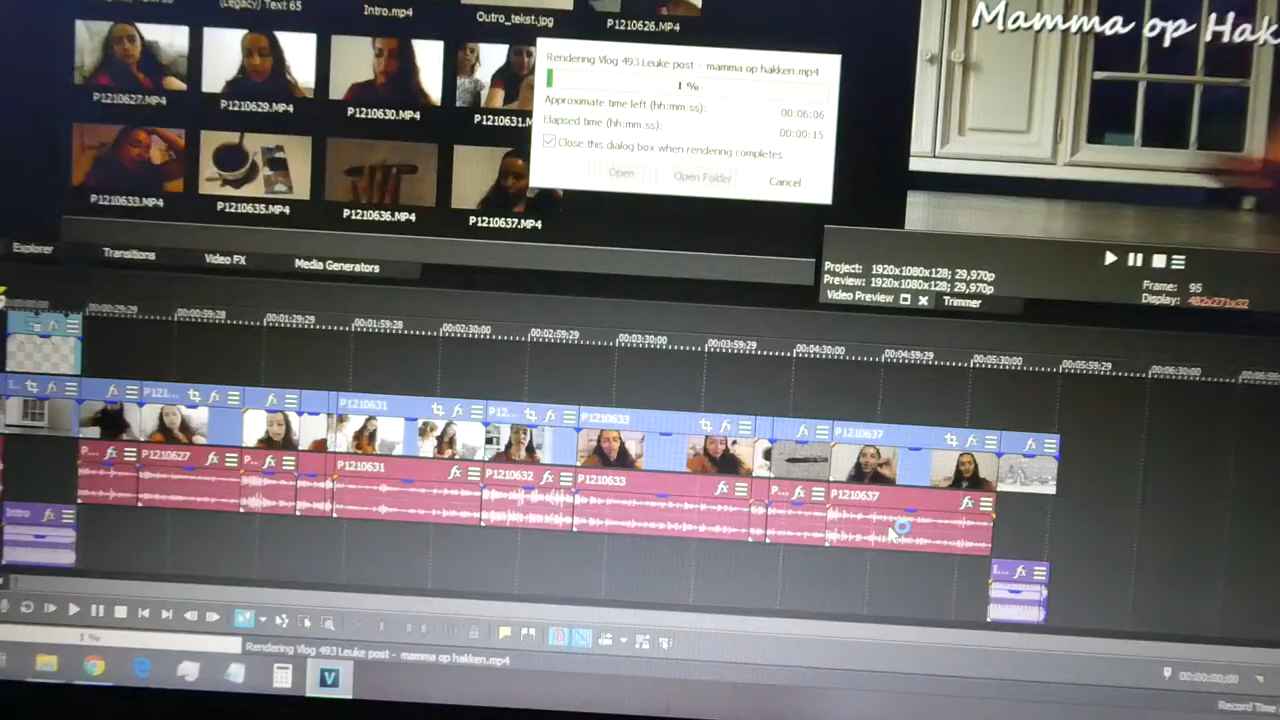 (Legacy) Text 65
Intro.mp4
Outro_tekst.jpg
P1210626.MP4
P1210627.MP4
P1210629.MP4
P1210630.MP4
P1210631.M
P1210633.MP4
P1210635.MP4
P1210636.MP4
P1210637.MP4
Rendering Vlog 493 Leuke post - mamma op hakken.mp4
1 %
Approximate time left (hh:mm:ss):
00:06:06
Elapsed time (hh:mm:ss):
00:00:15
Close this dialog box when rendering completes
Open
Open Folder
Cancel
Mamma op Hak
Explorer
Transitions
Video FX
Media Generators
Project: 1920x1080x128; 29,970p
Preview: 1920x1080x128; 29,970p
Video Preview
Trimmer
Frame: 95
Display: 482x271x32
00:00:29;29
00:00:59;28
00:01:29;29
00:01:59;28
00:02:30;00
00:02:59;29
00:03:30;00
00:03:59;29
00:04:30;00
00:04:59;29
00:05:30;00
00:05:59;29
00:06:30;00
fx
P121...
P1210631
P12...
P1210633
P1210637
P...
P1210627
P...
P1210631
P1210632
P1210633
P...
P1210637
Intro
1 %
Rendering Vlog 493 Leuke post - mamma op hakken.mp4
V
00:00:00;00
Record Time